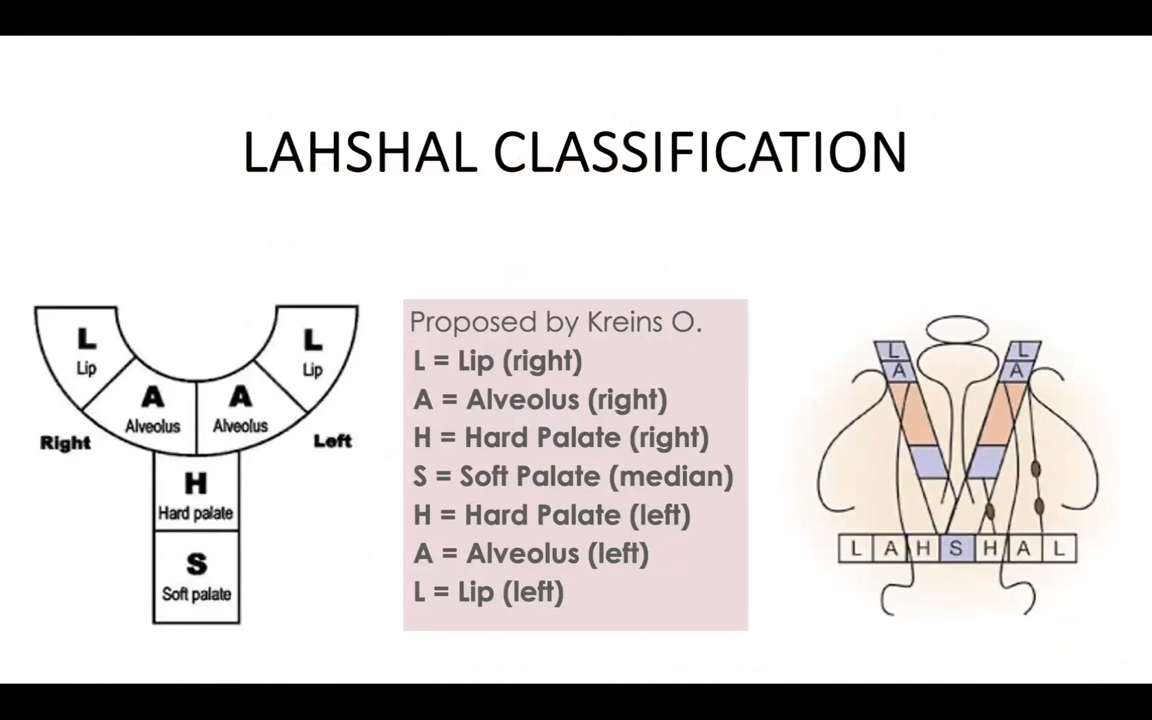 LAHSHAL CLASSIFICATION
L
Lip
L
Lip
A
Alveolus
A
Alveolus
Right
Left
H
Hard palate
S
Soft palate
Proposed by Kreins O.
L = Lip (right)
A = Alveolus (right)
H = Hard Palate (right)
S = Soft Palate (median)
H = Hard Palate (left)
A = Alveolus (left)
L = Lip (left)
L
L
A
A
L A H S H A L